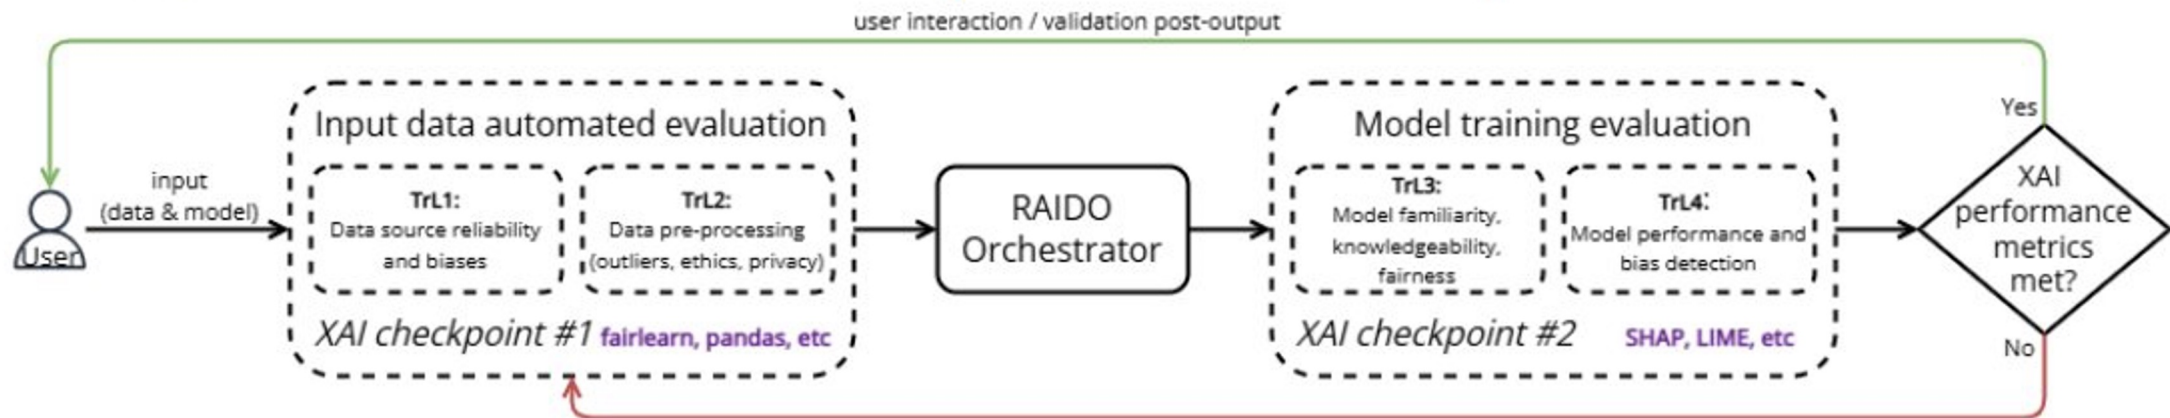 user interaction / validation post-output
User
input
(data & model)
Input data automated evaluation
TrL1:
Data source reliability
and biases
TrL2:
Data pre-processing
(outliers, ethics, privacy)
XAI checkpoint #1 fairlearn, pandas, etc
RAIDO
Orchestrator
Model training evaluation
TrL3:
Model familiarity,
knowledgeability,
fairness
TrL4:
Model performance and
bias detection
XAI checkpoint #2 SHAP, LIME, etc
Yes
XAI
performance
metrics
met?
No